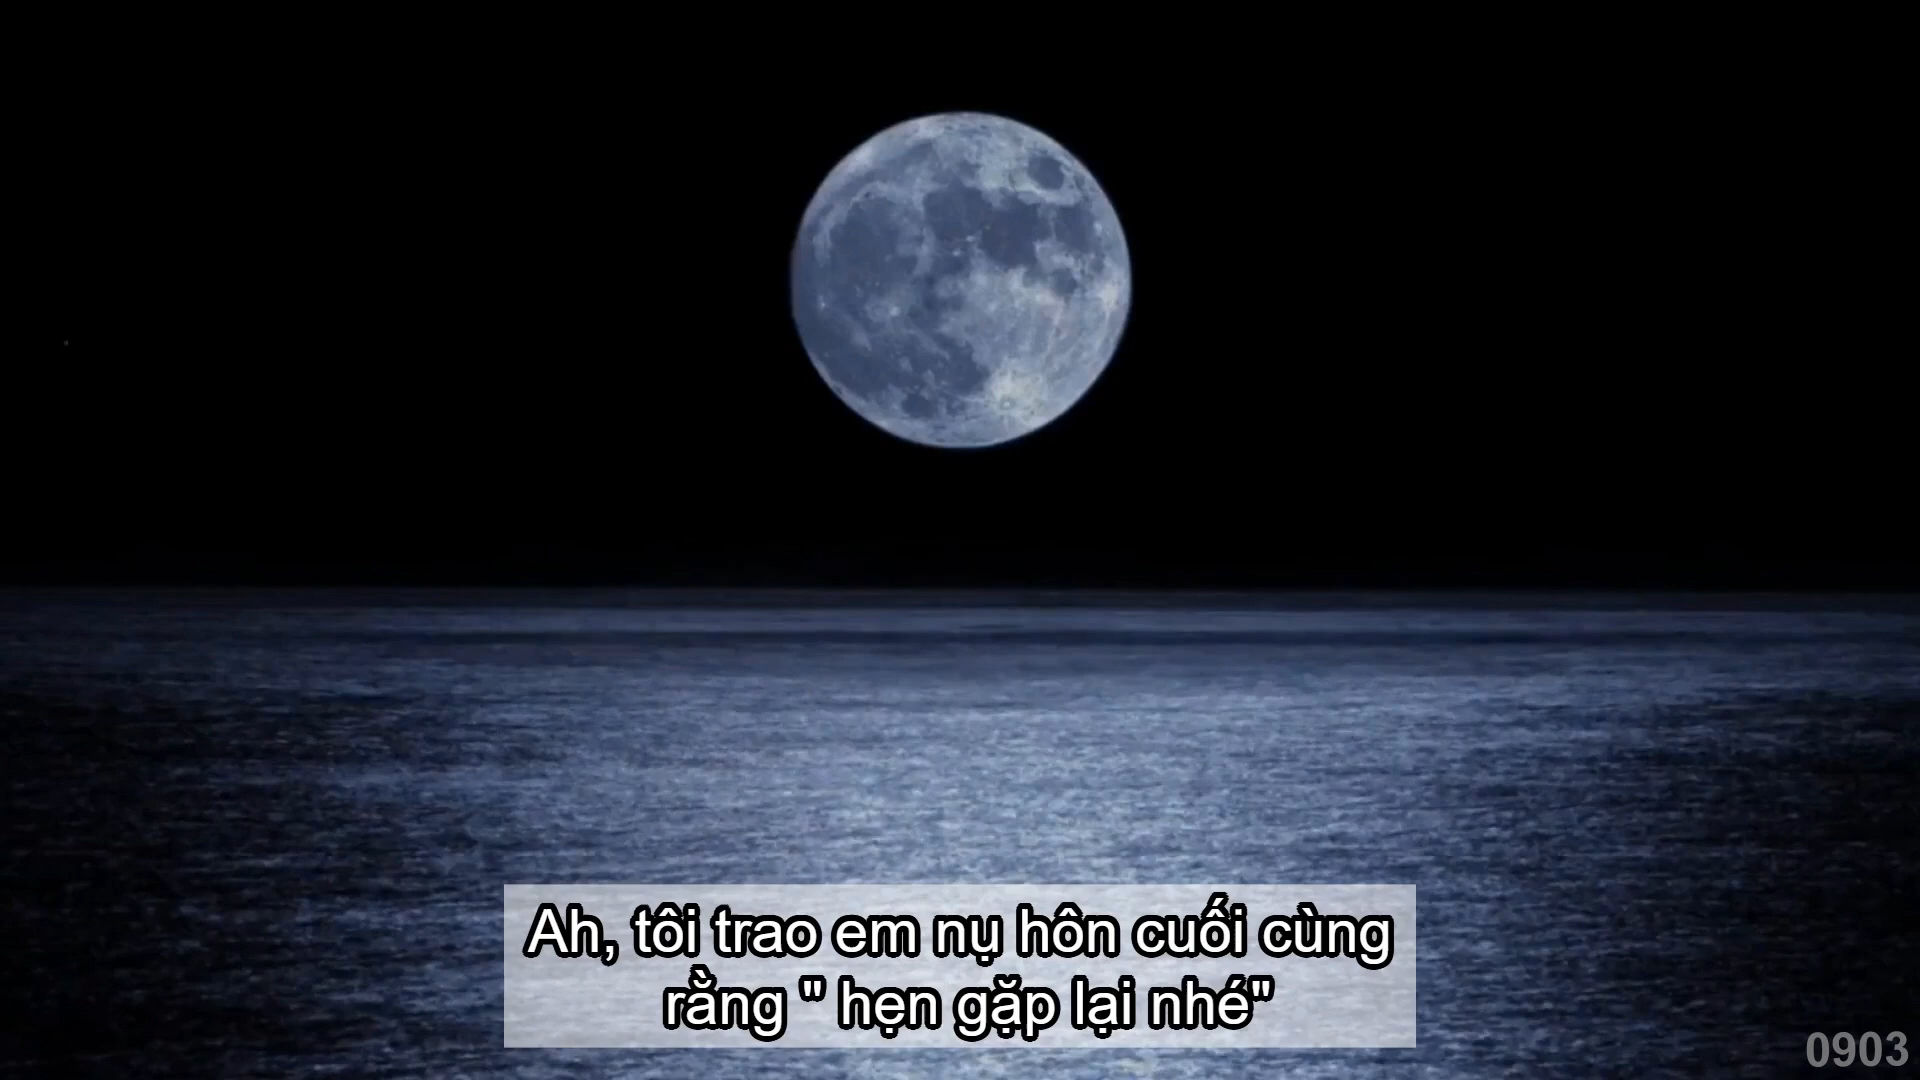 Ah, tôi trao em nụ hôn cuối cùng
rằng " hẹn gặp lại nhé"
0903